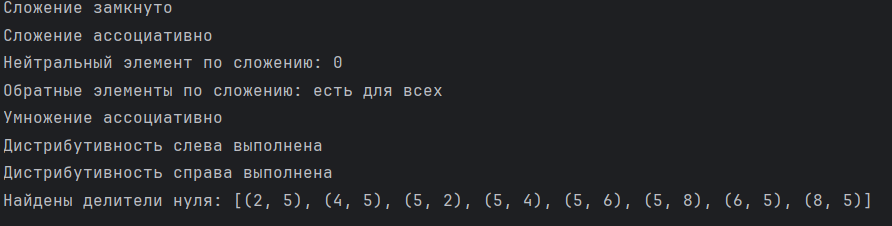 Сложение замкнуто
Сложение ассоциативно
Нейтральный элемент по сложению: 0
Обратные элементы по сложению: есть для всех
Умножение ассоциативно
Дистрибутивность слева выполнена
Дистрибутивность справа выполнена
Найдены делители нуля: [(2, 5), (4, 5), (5, 2), (5, 4), (5, 6), (5, 8), (6, 5), (8, 5)]